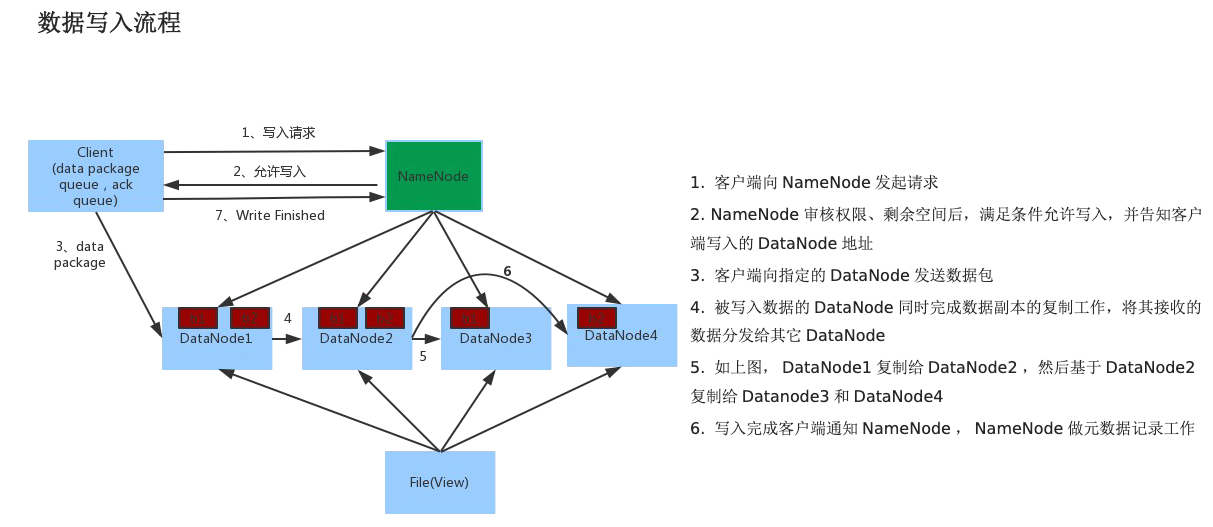 数据写入流程
1、写入请求
Client
(data package
queue , ack
queue)
2、允许写入
NameNode
7、Write Finished
3、data
package
6
4
5
DataNode1
DataNode2
DataNode3
DataNode4
File(View)
1. 客户端向 NameNode 发起请求
2. NameNode 审核权限、剩余空间后，满足条件允许写入，并告知客户
端写入的 DataNode 地址
3. 客户端向指定的 DataNode 发送数据包
4. 被写入数据的 DataNode 同时完成数据副本的复制工作，将其接收的
数据分发给其它 DataNode
5. 如上图， DataNode1 复制给 DataNode2 ，然后基于 DataNode2
复制给 Datanode3 和 DataNode4
6. 写入完成客户端通知 NameNode ， NameNode 做元数据记录工作